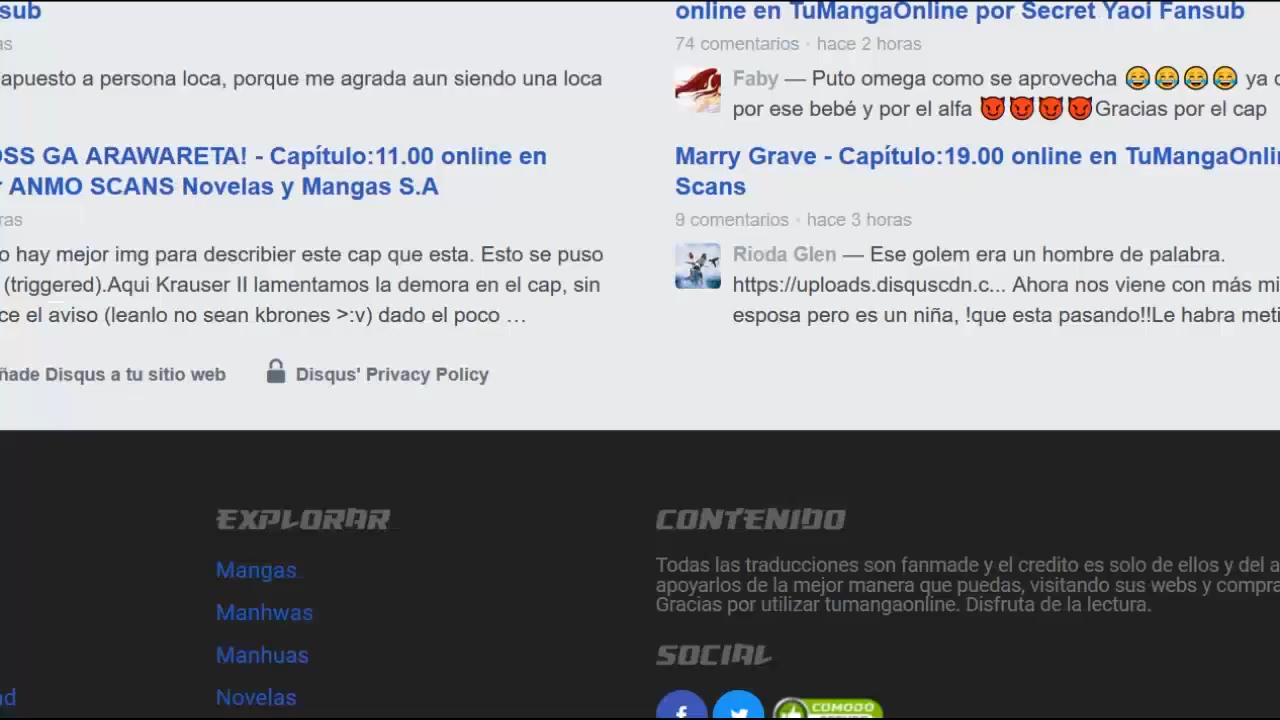 sub
as
apuesto a persona loca, porque me agrada aun siendo una loca
OSS GA ARAWARETA! - Capítulo:11.00 online en
ANMO SCANS Novelas y Mangas S.A
ras
o hay mejor img para describier este cap que esta. Esto se puso
(triggered).Aqui Krauser II lamentamos la demora en el cap, sin
ce el aviso (leanlo no sean kbrones >:v) dado el poco …
ñade Disqus a tu sitio web
Disqus' Privacy Policy
online en TuMangaOnline por Secret Yaoi Fansub
74 comentarios · hace 2 horas
Faby — Puto omega como se aprovecha 😂😂😂😂 ya
por ese bebé y por el alfa 😈😈😈😈Gracias por el cap
Marry Grave - Capítulo:19.00 online en TuMangaOnli
Scans
9 comentarios · hace 3 horas
Rioda Glen — Ese golem era un hombre de palabra.
https://uploads.disquscdn.c... Ahora nos viene con más mi
esposa pero es un niña, !que esta pasando!!Le habra meti
EXPLORAR
Mangas
Manhwas
Manhuas
Novelas
CONTENIDO
Todas las traducciones son fanmade y el credito es solo de ellos y del a
apoyarlos de la mejor manera que puedas, visitando sus webs y compra
Gracias por utilizar tumangaonline. Disfruta de la lectura.
SOCIAL
COMODO